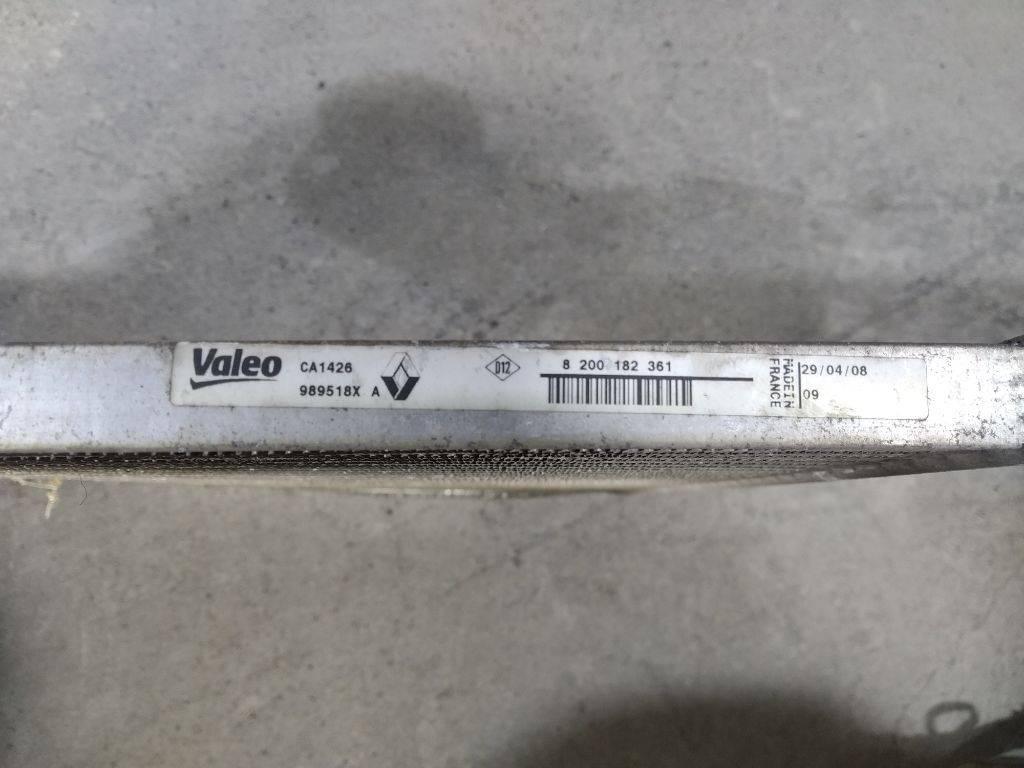 Valeo
CA1426
989518X A
D12
8 200 182 361
MADE IN
FRANCE
29/04/08
09